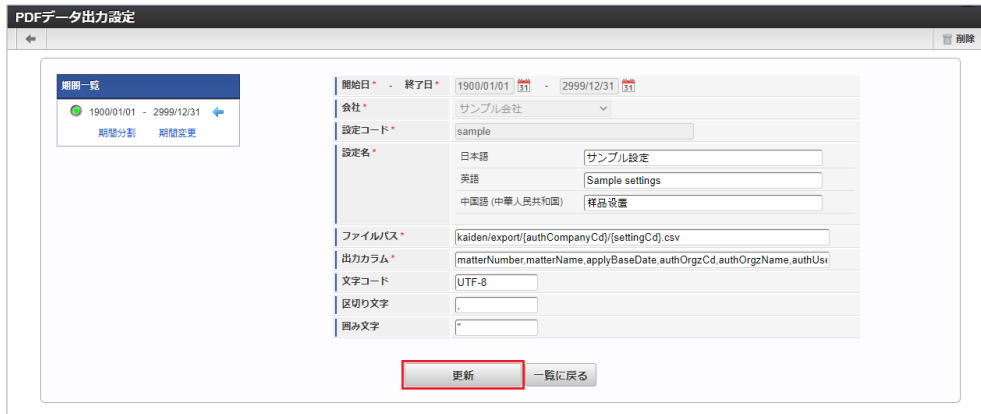 PDFデータ出力設定
削除
期間一覧
1900/01/01 - 2999/12/31
期間分割 期間変更
開始日* - 終了日* 1900/01/01 31 - 2999/12/31 31
会社* サンプル会社
設定コード* sample
設定名* 日本語 サンプル設定
英語 Sample settings
中国語 (中華人民共和国) 样品设置
ファイルパス* kaiden/export/{authCompanyCd}/{settingCd}.csv
出力カラム* matterNumber,matterName,applyBaseDate,authOrgzCd,authOrgzName,authUse
文字コード UTF-8
区切り文字 ,
囲み文字 "
更新 一覧に戻る